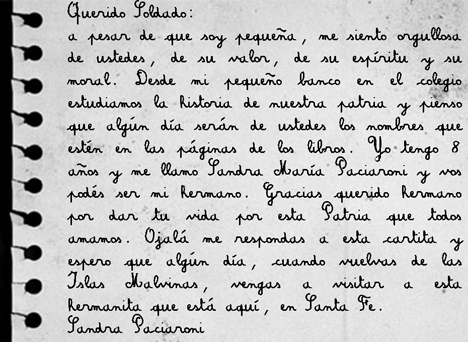 Querido Soldado:
a pesar de que soy pequeña, me siento orgullosa
de ustedes, de su valor, de su espíritu y su
moral. Desde mi pequeño banco en el colegio
estudiamos la historia de nuestra patria y pienso
que algún día serán de ustedes los nombres que
estén en las páginas de los libros. Yo tengo 8
años y me llamo Sandra María Paciaroni y vos
podés ser mi hermano. Gracias querido hermano
por dar tu vida por esta Patria que todos
amamos. Ojalá me respondas a esta cartita y
espero que algún día, cuando vuelvas de las
Islas Malvinas, vengas a visitar a esta
hermanita que está aquí, en Santa Fe.
Sandra Paciaroni